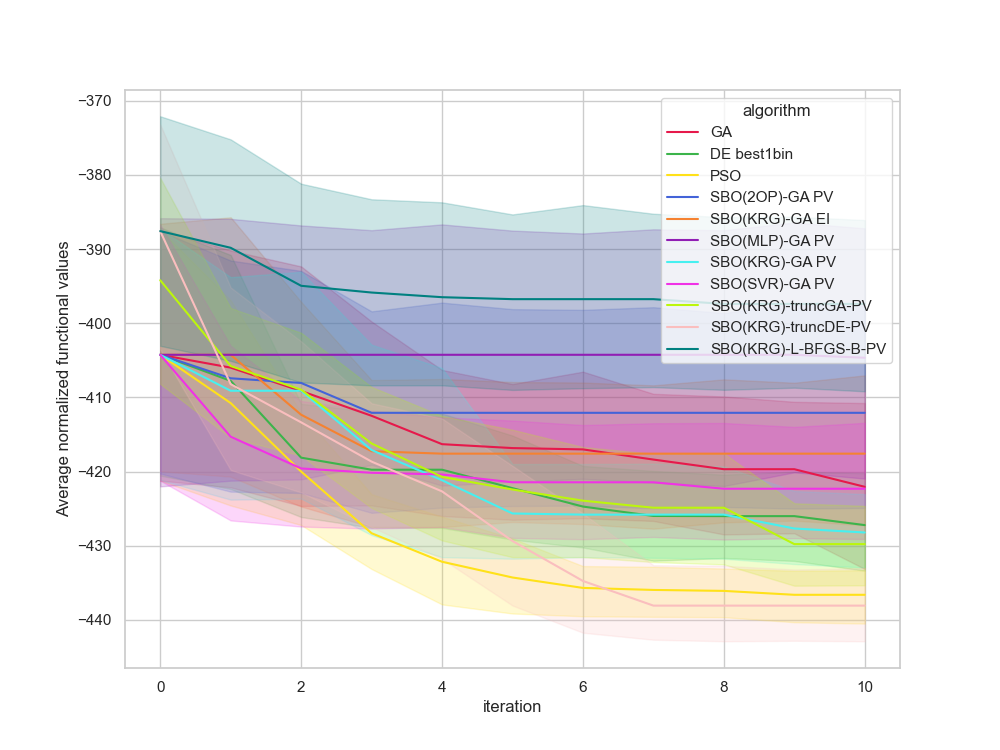 algorithm
GA
DE best1bin
PSO
SBO(2OP)-GA PV
SBO(KRG)-GA EI
SBO(MLP)-GA PV
SBO(KRG)-GA PV
SBO(SVR)-GA PV
SBO(KRG)-truncGA-PV
SBO(KRG)-truncDE-PV
SBO(KRG)-L-BFGS-B-PV
Average normalized functional values
−370
−380
−390
−400
−410
−420
−430
−440
0 2 4 6 8 10
iteration